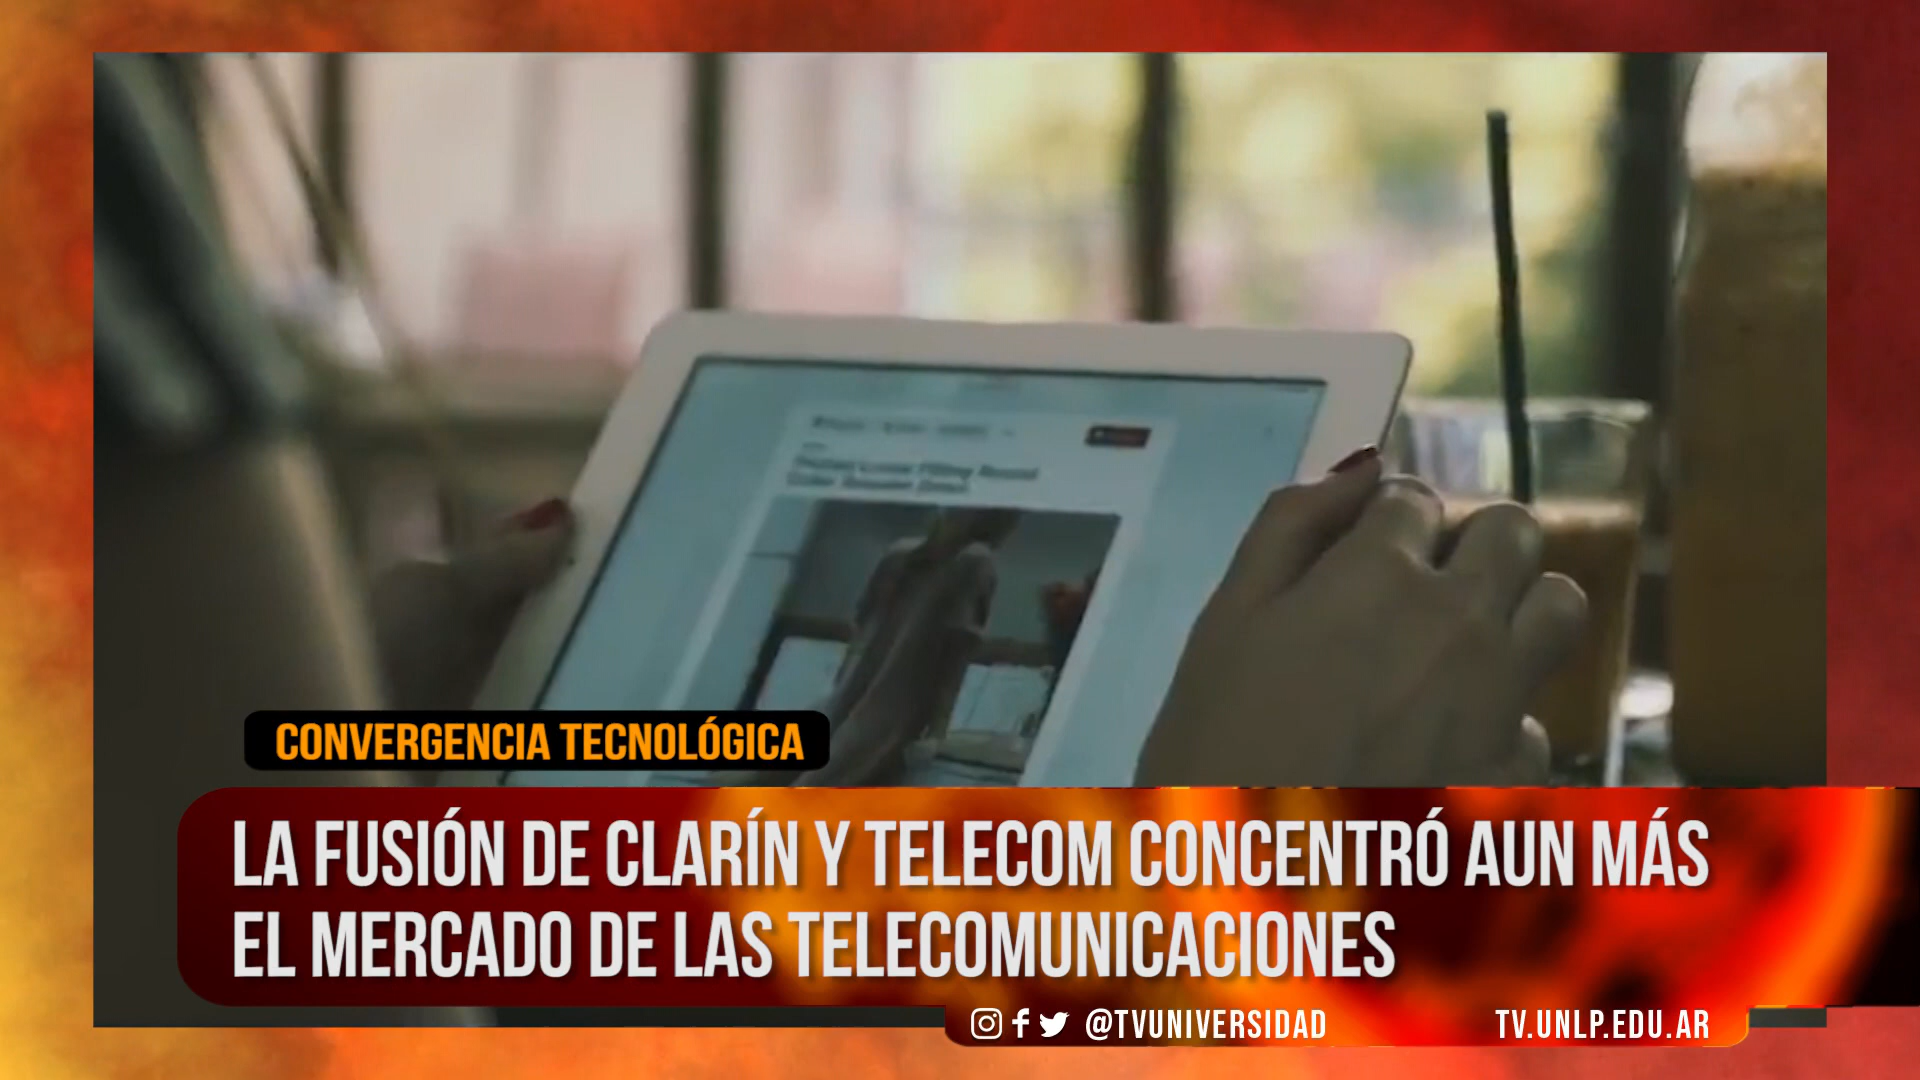 CONVERGENCIA TECNOLÓGICA
LA FUSIÓN DE CLARÍN Y TELECOM CONCENTRÓ AUN MÁS
EL MERCADO DE LAS TELECOMUNICACIONES
@TVUNIVERSIDAD
TV.UNLP.EDU.AR